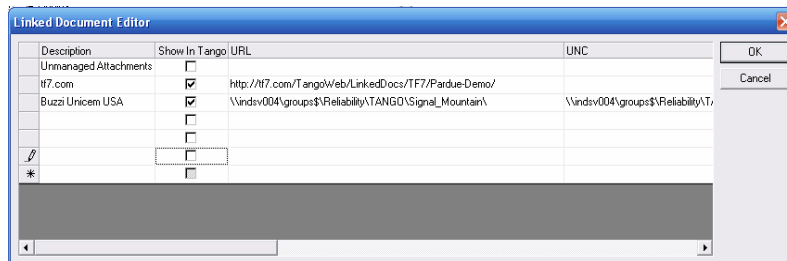 Linked Document Editor
Description Show In Tango URL UNC
Unmanaged Attachments
tf7.com http://tf7.com/TangoWeb/LinkedDocs/TF7/Pardue-Demo/
Buzzi Unicem USA \\indsv004\groups$\Reliability\TANGO\Signal_Mountain\ \\indsv004\groups$\Reliability\T
OK
Cancel